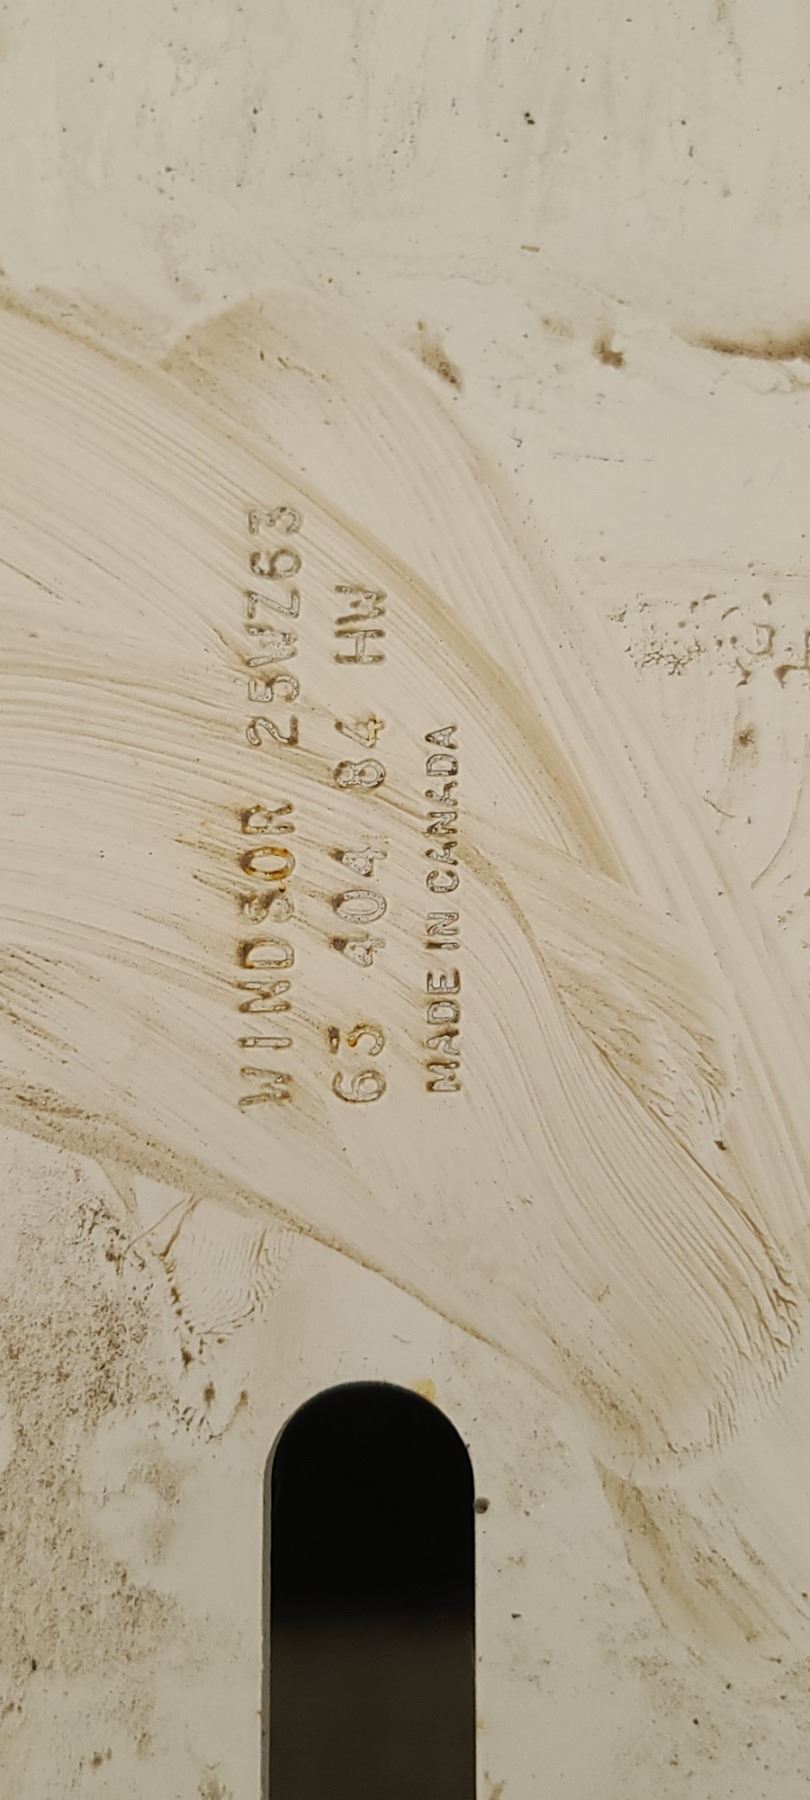 WINDSOR 25WZ63
63 404 84 HW
MADE IN CANADA